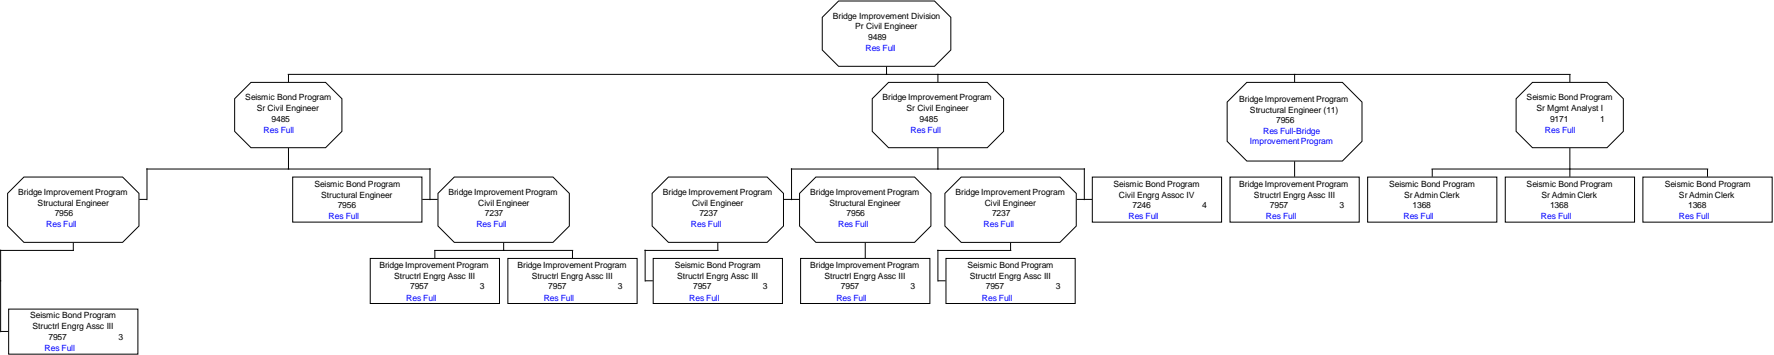 Bridge Improvement Division
Pr Civil Engineer
9489
Res Full
Seismic Bond Program
Sr Civil Engineer
9485
Res Full
Bridge Improvement Program
Sr Civil Engineer
9485
Res Full
Bridge Improvement Program
Structural Engineer (11)
7956
Res Full-Bridge
Improvement Program
Seismic Bond Program
Sr Mgmt Analyst I
9171 1
Res Full
Bridge Improvement Program
Structural Engineer
7956
Res Full
Seismic Bond Program
Structural Engineer
7956
Res Full
Bridge Improvement Program
Civil Engineer
7237
Res Full
Bridge Improvement Program
Civil Engineer
7237
Res Full
Bridge Improvement Program
Structural Engineer
7956
Res Full
Bridge Improvement Program
Civil Engineer
7237
Res Full
Seismic Bond Program
Civil Engrg Assoc IV
7246 4
Res Full
Bridge Improvement Program
Structrl Engrg Assc III
7957 3
Res Full
Seismic Bond Program
Sr Admin Clerk
1368
Res Full
Seismic Bond Program
Sr Admin Clerk
1368
Res Full
Seismic Bond Program
Sr Admin Clerk
1368
Res Full
Bridge Improvement Program
Structrl Engrg Assc III
7957 3
Res Full
Bridge Improvement Program
Structrl Engrg Assc III
7957 3
Res Full
Seismic Bond Program
Structrl Engrg Assc III
7957 3
Res Full
Bridge Improvement Program
Structrl Engrg Assc III
7957 3
Res Full
Seismic Bond Program
Structrl Engrg Assc III
7957 3
Res Full
Seismic Bond Program
Structrl Engrg Assc III
7957 3
Res Full